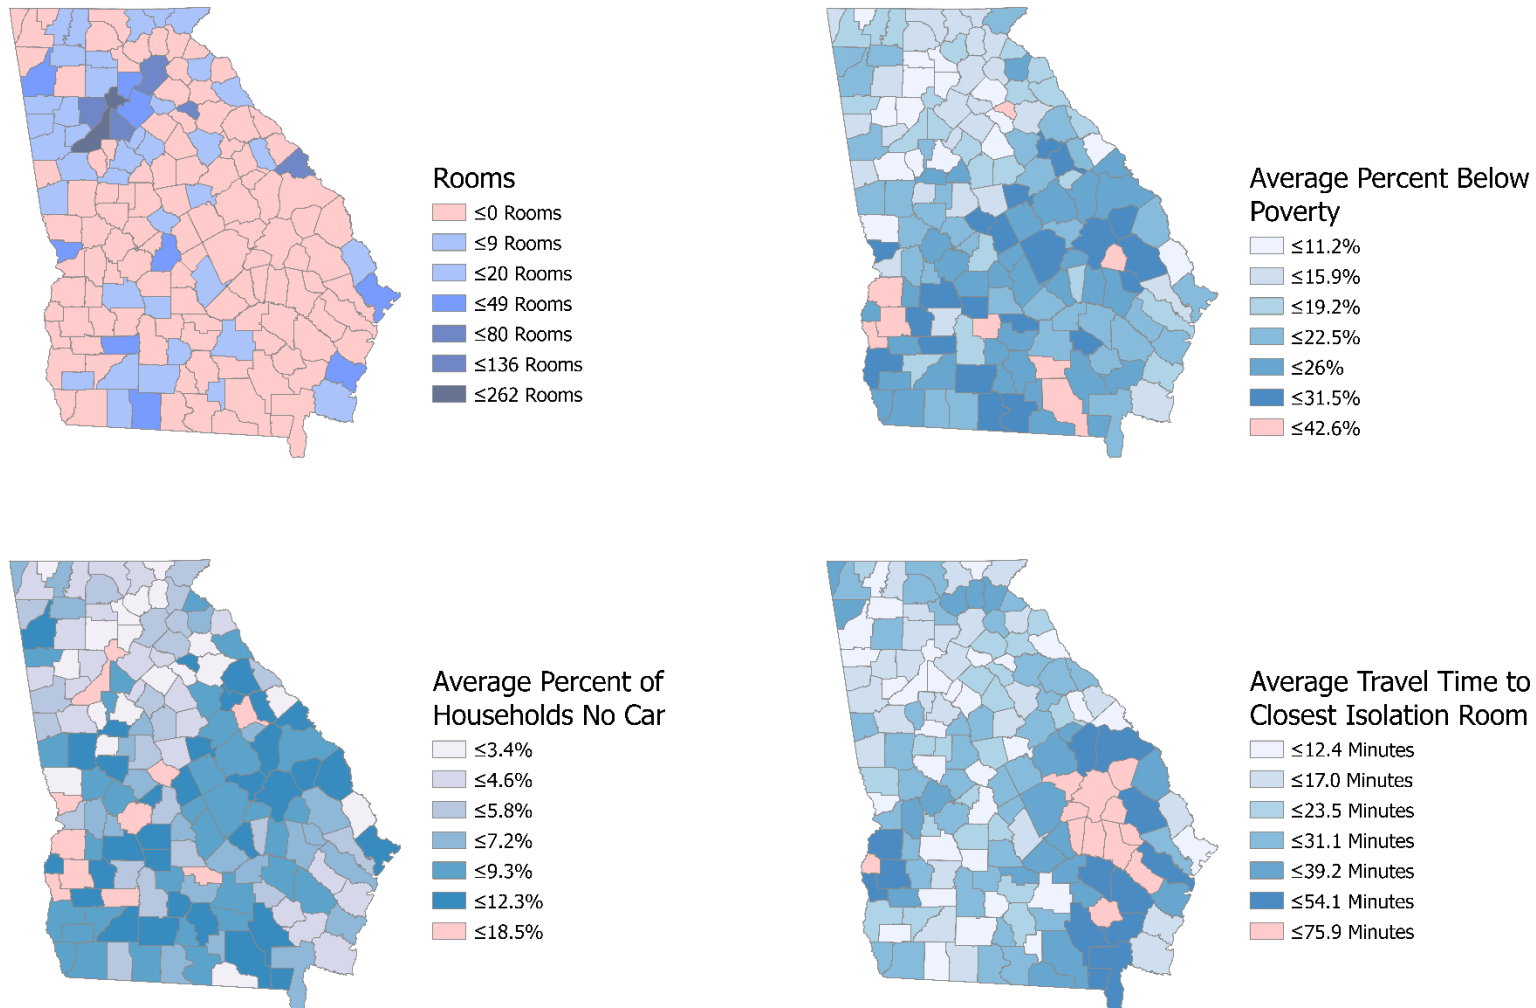 Rooms
≤0 Rooms
≤9 Rooms
≤20 Rooms
≤49 Rooms
≤80 Rooms
≤136 Rooms
≤262 Rooms
Average Percent Below
Poverty
≤11.2%
≤15.9%
≤19.2%
≤22.5%
≤26%
≤31.5%
≤42.6%
Average Percent of
Households No Car
≤3.4%
≤4.6%
≤5.8%
≤7.2%
≤9.3%
≤12.3%
≤18.5%
Average Travel Time to
Closest Isolation Room
≤12.4 Minutes
≤17.0 Minutes
≤23.5 Minutes
≤31.1 Minutes
≤39.2 Minutes
≤54.1 Minutes
≤75.9 Minutes